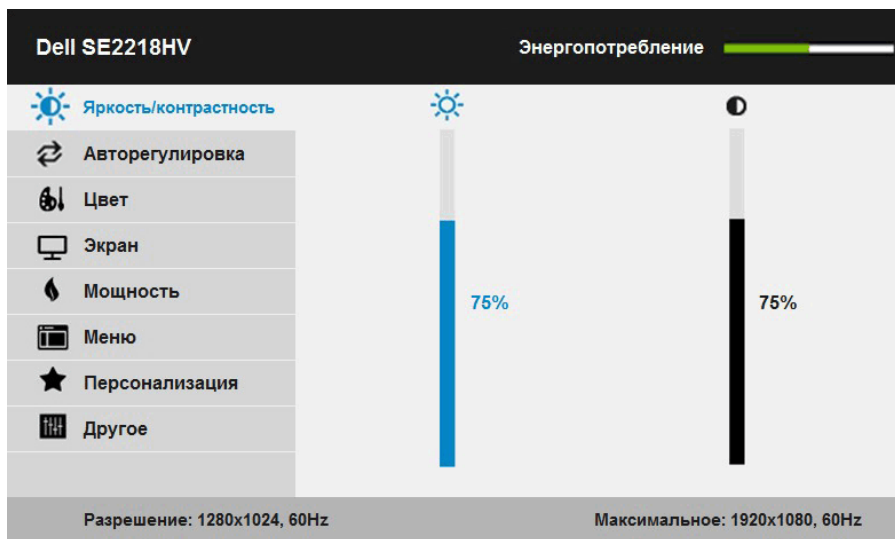 Dell SE2218HV
Энергопотребление
Яркость/контрастность
Авторегулировка
Цвет
Экран
Мощность
Меню
Персонализация
Другое
75%
75%
Разрешение: 1280x1024, 60Hz
Максимальное: 1920x1080, 60Hz